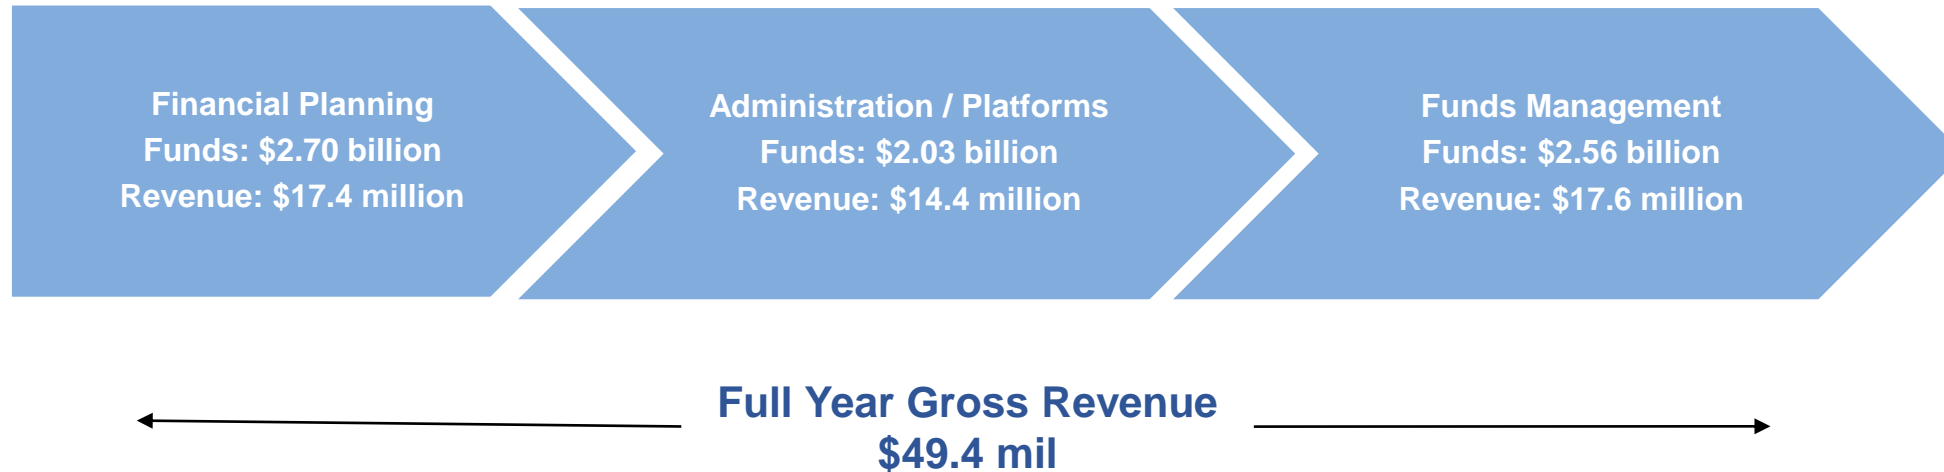 Financial Planning
Funds: $2.70 billion
Revenue: $17.4 million
Administration / Platforms
Funds: $2.03 billion
Revenue: $14.4 million
Funds Management
Funds: $2.56 billion
Revenue: $17.6 million
Full Year Gross Revenue
$49.4 mil